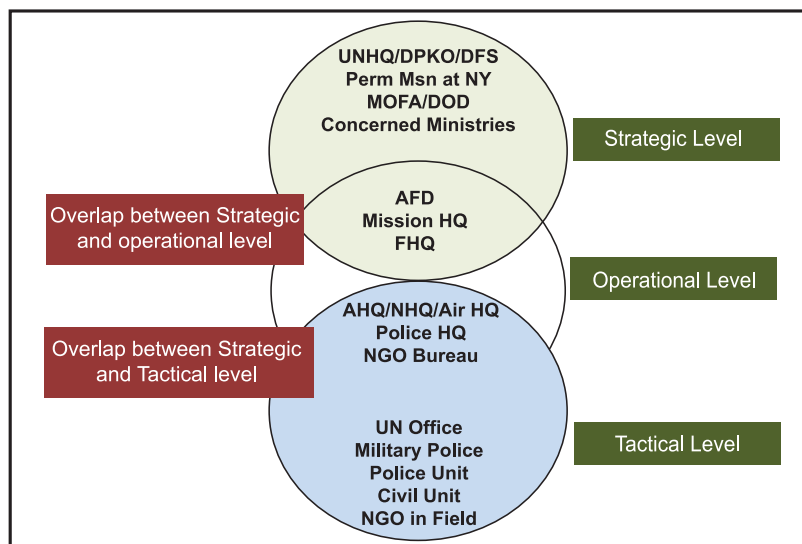 UNHQ/DPKO/DFS
Perm Msn at NY
MOFA/DOD
Concerned Ministries
Strategic Level
AFD
Mission HQ
FHQ
Overlap between Strategic
and operational level
Operational Level
AHQ/NHQ/Air HQ
Police HQ
NGO Bureau
Overlap between Strategic
and Tactical level
UN Office
Military Police
Police Unit
Civil Unit
NGO in Field
Tactical Level